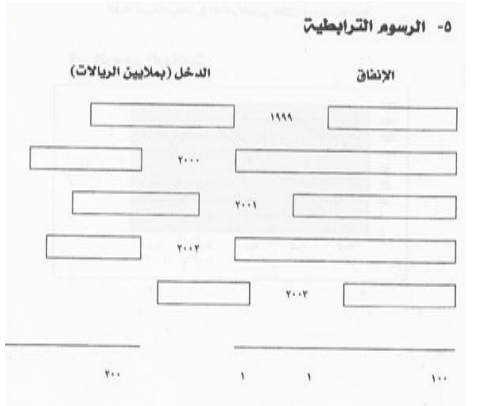 ٥- الرسوم الترابطية
الإنفاق الدخل (بملايين الريالات)
١٩٩٩
٢٠٠٠
٢٠٠١
٢٠٠٢
٢٠٠٣
١٠٠ ١ ١ ٢٠٠